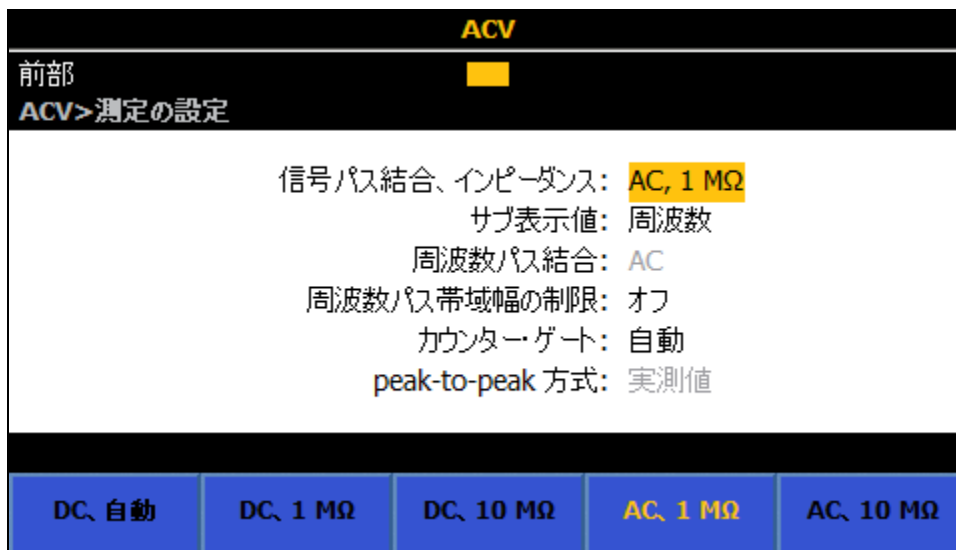 ACV
前部
ACV>測定の設定
信号パス結合、インピーダンス: AC, 1 MΩ
サブ表示値: 周波数
周波数パス結合: AC
周波数パス帯域幅の制限: オフ
カウンター・ゲート: 自動
peak-to-peak 方式: 実測値
DC、自動 DC、1 MΩ DC、10 MΩ AC、1 MΩ AC、10 MΩ